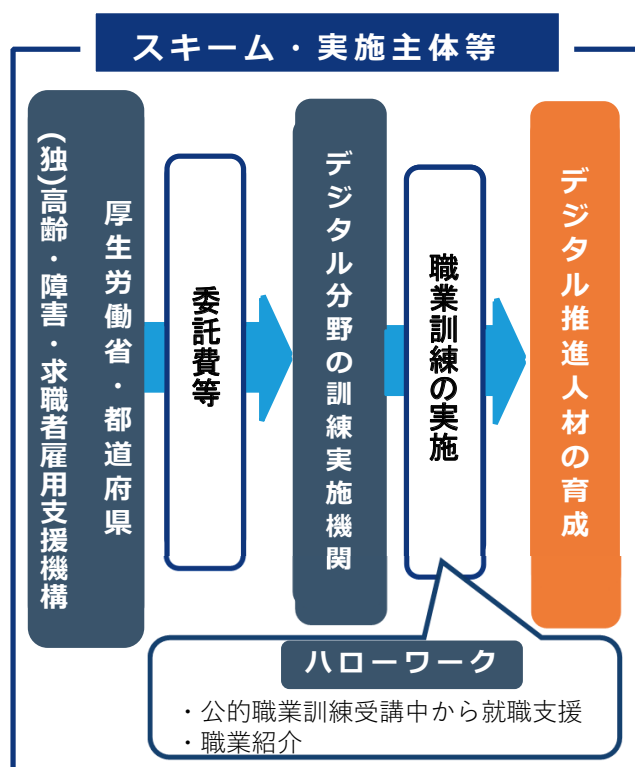 スキーム・実施主体等
厚生労働省・都道府県
(独)高齢・障害・求職者雇用支援機構
委託費等
デジタル分野の訓練実施機関
職業訓練の実施
デジタル推進人材の育成
ハローワーク
・公的職業訓練受講中から就職支援
・職業紹介